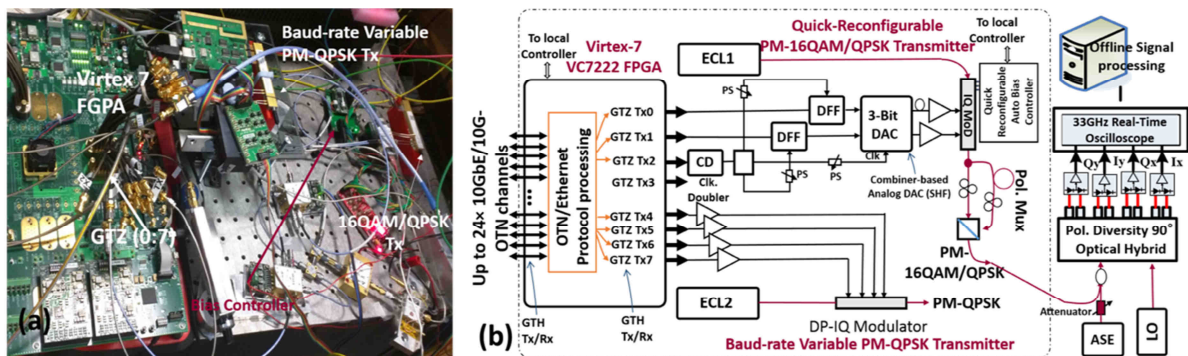 Baud-rate Variable
PM-QPSK Tx
Virtex 7
FGPA
GTZ (0:7)
16QAM/QPSK
Tx
Bias Controller
(a)
To local
Controller
Virtex-7
VC7222 FPGA
Quick-Reconfigurable
PM-16QAM/QPSK Transmitter
To local
Controller
Offline Signal
processing
ECL1
PS
IQ MoD
Quick
Reconfigurable
Auto Bias
Controller
GTZ Tx0
DFF
3-Bit
DAC
33GHz Real-Time
Oscilloscope
GTZ Tx1
DFF
Qy
Iy
Qx
Ix
GTZ Tx2
CD
PS
Clk
Clk.
GTZ Tx3
PS
Combiner-based
Analog DAC (SHF)
Pol. Mux
Up to 24× 10GbE/10G-
OTN channels
OTN/Ethernet
Protocol processing
Doubler
GTZ Tx4
GTZ Tx5
GTZ Tx6
GTZ Tx7
Pol. Diversity 90°
Optical Hybrid
PM-
16QAM/QPSK
ECL2
PM-QPSK
Attenuator
ASE
LO
GTH
Tx/Rx
GTH
Tx/Rx
DP-IQ Modulator
Baud-rate Variable PM-QPSK Transmitter
(b)